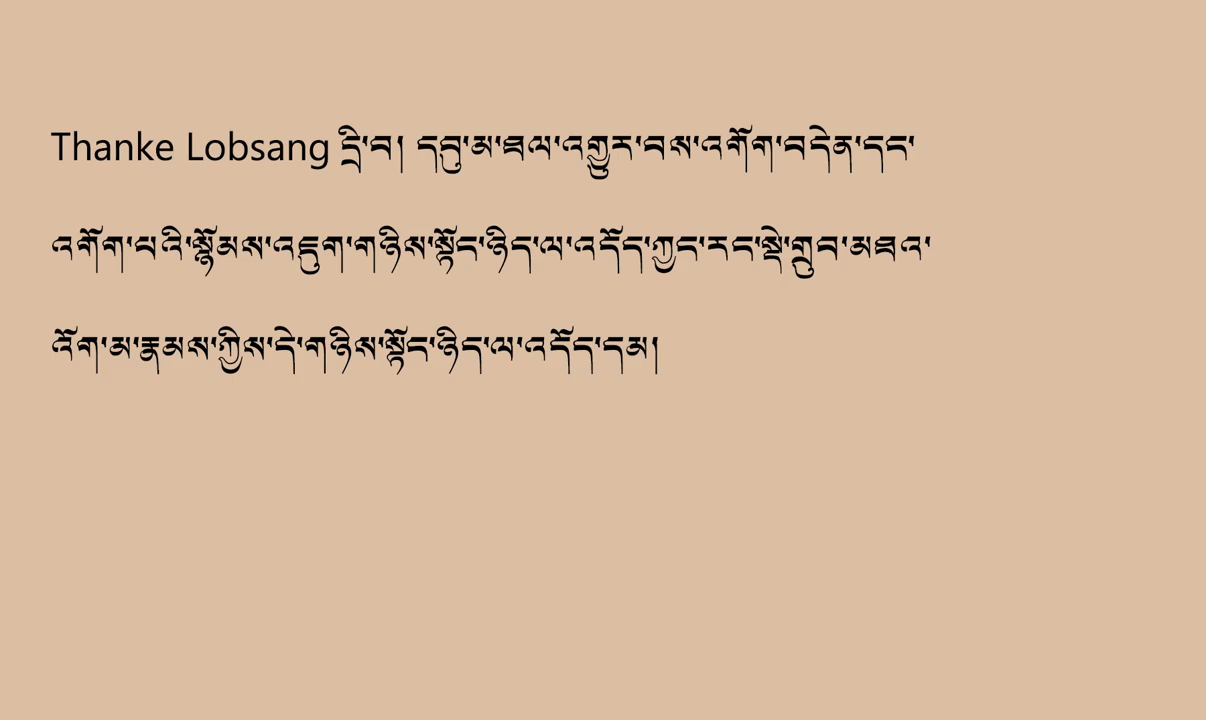 Thanke Lobsang དྲི་བ། དབུ་མ་ཐལ་འགྱུར་བས་འགོག་བདེན་དང་
འགོག་པའི་སྙོམས་འཇུག་གཉིས་སྟོང་ཉིད་ལ་འདོད་ཀྱང་རང་སྡེ་གྲུབ་མཐའ་
འོག་མ་རྣམས་ཀྱིས་དེ་གཉིས་སྟོང་ཉིད་ལ་འདོད་དམ།